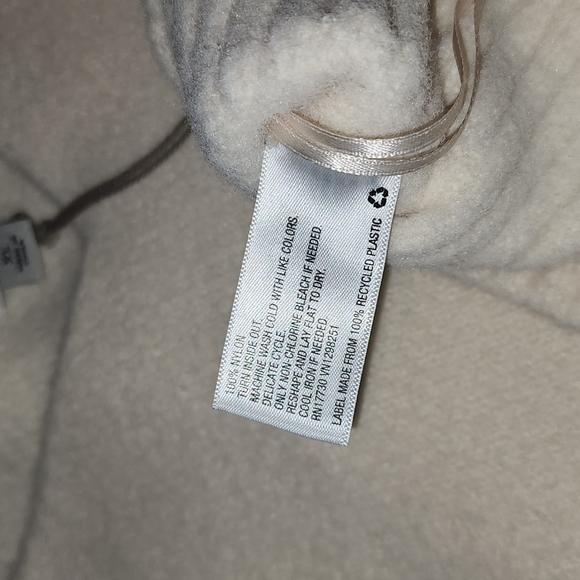 100% NYLON
TURN INSIDE OUT.
MACHINE WASH COLD WITH LIKE COLORS.
DELICATE CYCLE.
ONLY NON-CHLORINE BLEACH IF NEEDED.
RESHAPE AND LAY FLAT TO DRY.
COOL IRON IF NEEDED
RN17730 VN1298251
LABEL MADE FROM 100% RECYCLED PLASTIC